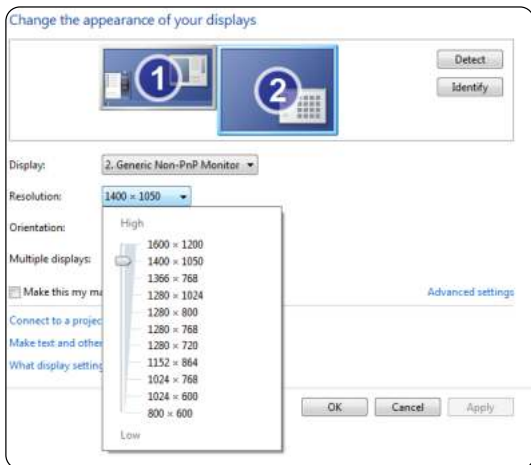 Change the appearance of your displays
1
2
Detect
Identify
Display:
2. Generic Non-PnP Monitor
Resolution:
1400 × 1050
Orientation:
High
1600 × 1200
Multiple displays:
1400 × 1050
1366 × 768
Make this my ma
1280 × 1024
Advanced settings
1280 × 800
Connect to a projec
1280 × 768
Make text and other
1280 × 720
What display setting
1152 × 864
1024 × 768
1024 × 600
800 × 600
OK
Cancel
Apply
Low